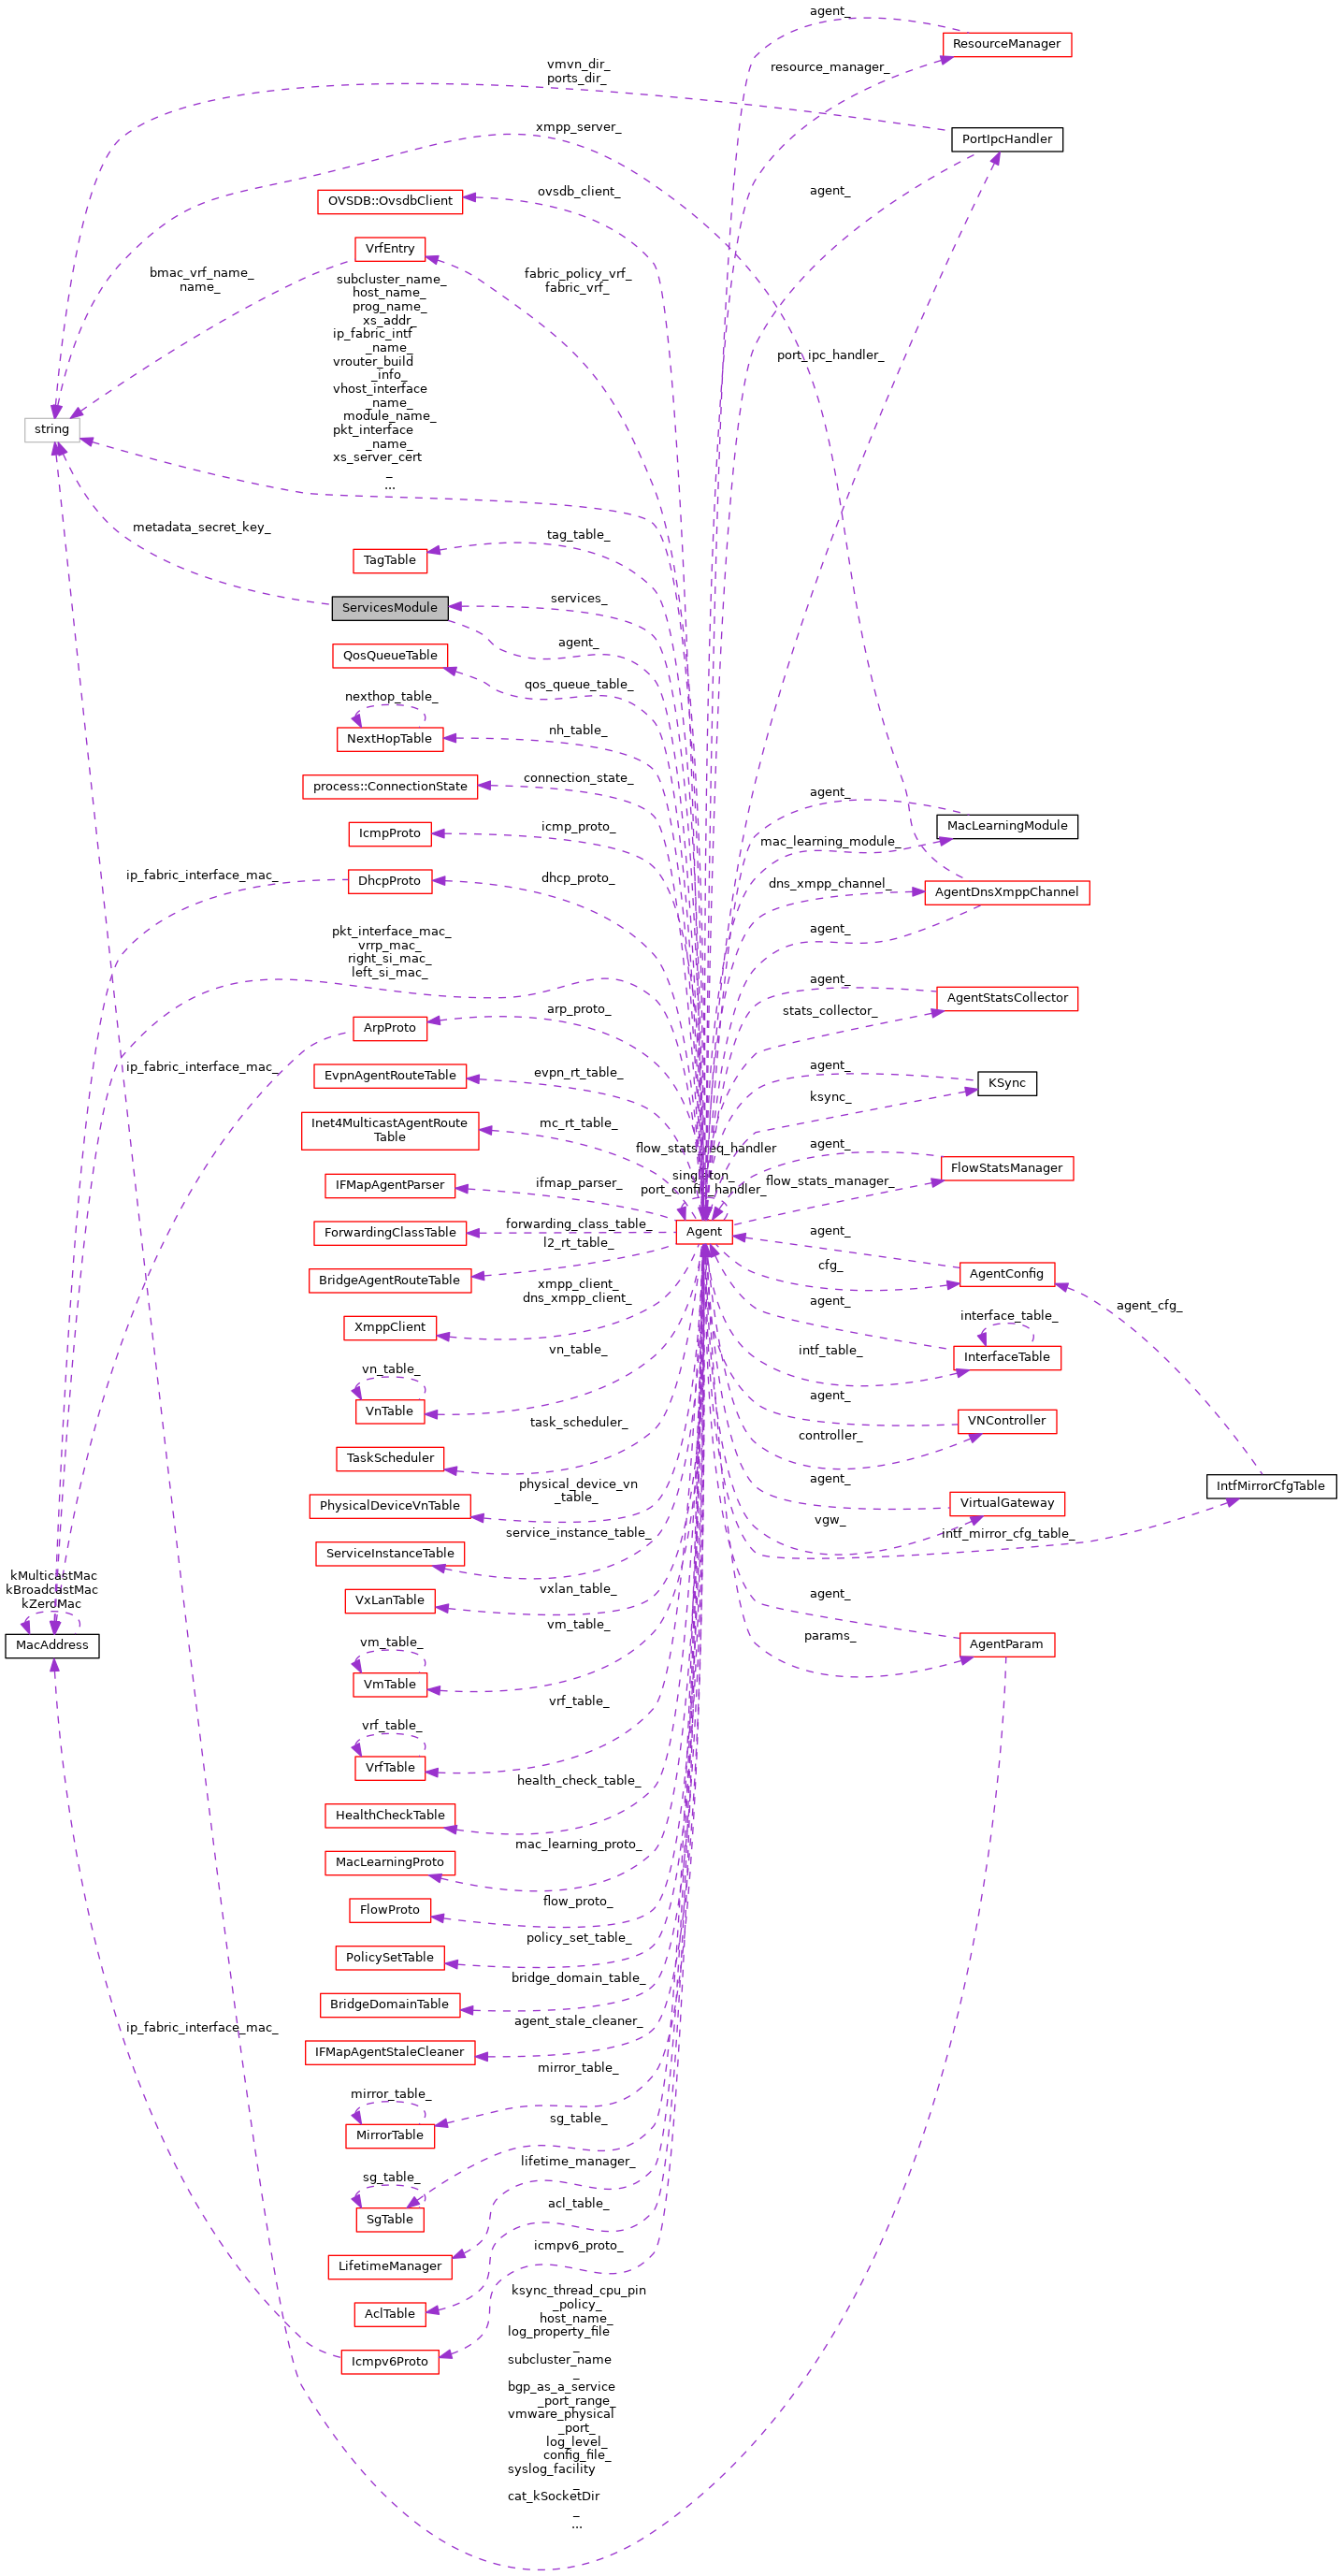 agent_
ResourceManager
vmvn_dir_
ports_dir_
resource_manager_
xmpp_server_
PortIpcHandler
OVSDB::OvsdbClient
ovsdb_client_
agent_
VrfEntry
bmac_vrf_name_
name_
fabric_policy_vrf_
fabric_vrf_
subcluster_name_
host_name_
prog_name_
xs_addr_
ip_fabric_intf
_name_
vrouter_build
_info_
vhost_interface
_name_
module_name_
pkt_interface
_name_
xs_server_cert
_
...
port_ipc_handler_
string
metadata_secret_key_
tag_table_
TagTable
services_
ServicesModule
agent_
QosQueueTable
qos_queue_table_
nexthop_table_
NextHopTable
nh_table_
process::ConnectionState
connection_state_
agent_
MacLearningModule
IcmpProto
icmp_proto_
mac_learning_module_
ip_fabric_interface_mac_
DhcpProto
dhcp_proto_
dns_xmpp_channel_
AgentDnsXmppChannel
pkt_interface_mac_
vrrp_mac_
right_si_mac_
left_si_mac_
agent_
agent_
AgentStatsCollector
ArpProto
arp_proto_
stats_collector_
ip_fabric_interface_mac_
EvpnAgentRouteTable
evpn_rt_table_
agent_
KSync
ksync_
Inet4MulticastAgentRoute
Table
mc_rt_table_
flow_stats_req_handler
agent_
FlowStatsManager
IFMapAgentParser
ifmap_parser_
singleton_
port_config_handler_
flow_stats_manager_
ForwardingClassTable
forwarding_class_table_
Agent
agent_
l2_rt_table_
BridgeAgentRouteTable
cfg_
AgentConfig
xmpp_client_
dns_xmpp_client_
agent_
agent_cfg_
XmppClient
interface_table_
InterfaceTable
vn_table_
vn_table_
intf_table_
VnTable
agent_
VNController
task_scheduler_
controller_
TaskScheduler
physical_device_vn
_table_
agent_
IntfMirrorCfgTable
PhysicalDeviceVnTable
VirtualGateway
vgw_
service_instance_table_
intf_mirror_cfg_table_
ServiceInstanceTable
kMulticastMac
kBroadcastMac
kZeroMac
MacAddress
VxLanTable
vxlan_table_
agent_
vm_table_
vm_table_
params_
AgentParam
VmTable
vrf_table_
vrf_table_
VrfTable
health_check_table_
HealthCheckTable
mac_learning_proto_
MacLearningProto
flow_proto_
FlowProto
policy_set_table_
PolicySetTable
bridge_domain_table_
BridgeDomainTable
agent_stale_cleaner_
ip_fabric_interface_mac_
IFMapAgentStaleCleaner
mirror_table_
mirror_table_
MirrorTable
sg_table_
sg_table_
SgTable
lifetime_manager_
LifetimeManager
acl_table_
AclTable
icmpv6_proto_
Icmpv6Proto
ksync_thread_cpu_pin
_policy_
host_name_
log_property_file
_
subcluster_name
_
bgp_as_a_service
_port_range_
vmware_physical
_port_
log_level_
config_file_
syslog_facility
_
cat_kSocketDir
_
...